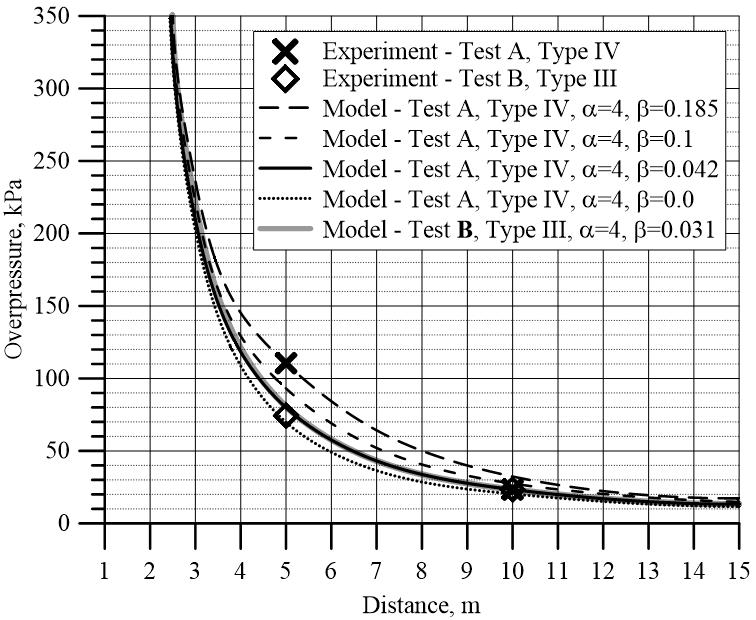 350
300
250
200
150
100
50
0
Overpressure, kPa
Experiment - Test A, Type IV
Experiment - Test B, Type III
Model - Test A, Type IV, α=4, β=0.185
Model - Test A, Type IV, α=4, β=0.1
Model - Test A, Type IV, α=4, β=0.042
Model - Test A, Type IV, α=4, β=0.0
Model - Test B, Type III, α=4, β=0.031
1 2 3 4 5 6 7 8 9 10 11 12 13 14 15
Distance, m